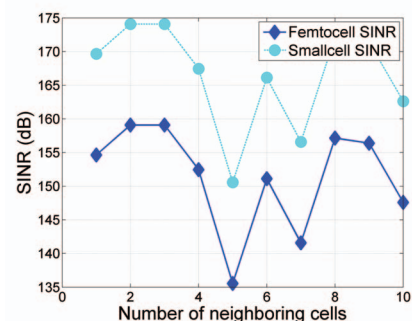 175
170
165
160
155
150
145
140
135
SINR (dB)
Femtocell SINR
Smallcell SINR
0 2 4 6 8 10
Number of neighboring cells